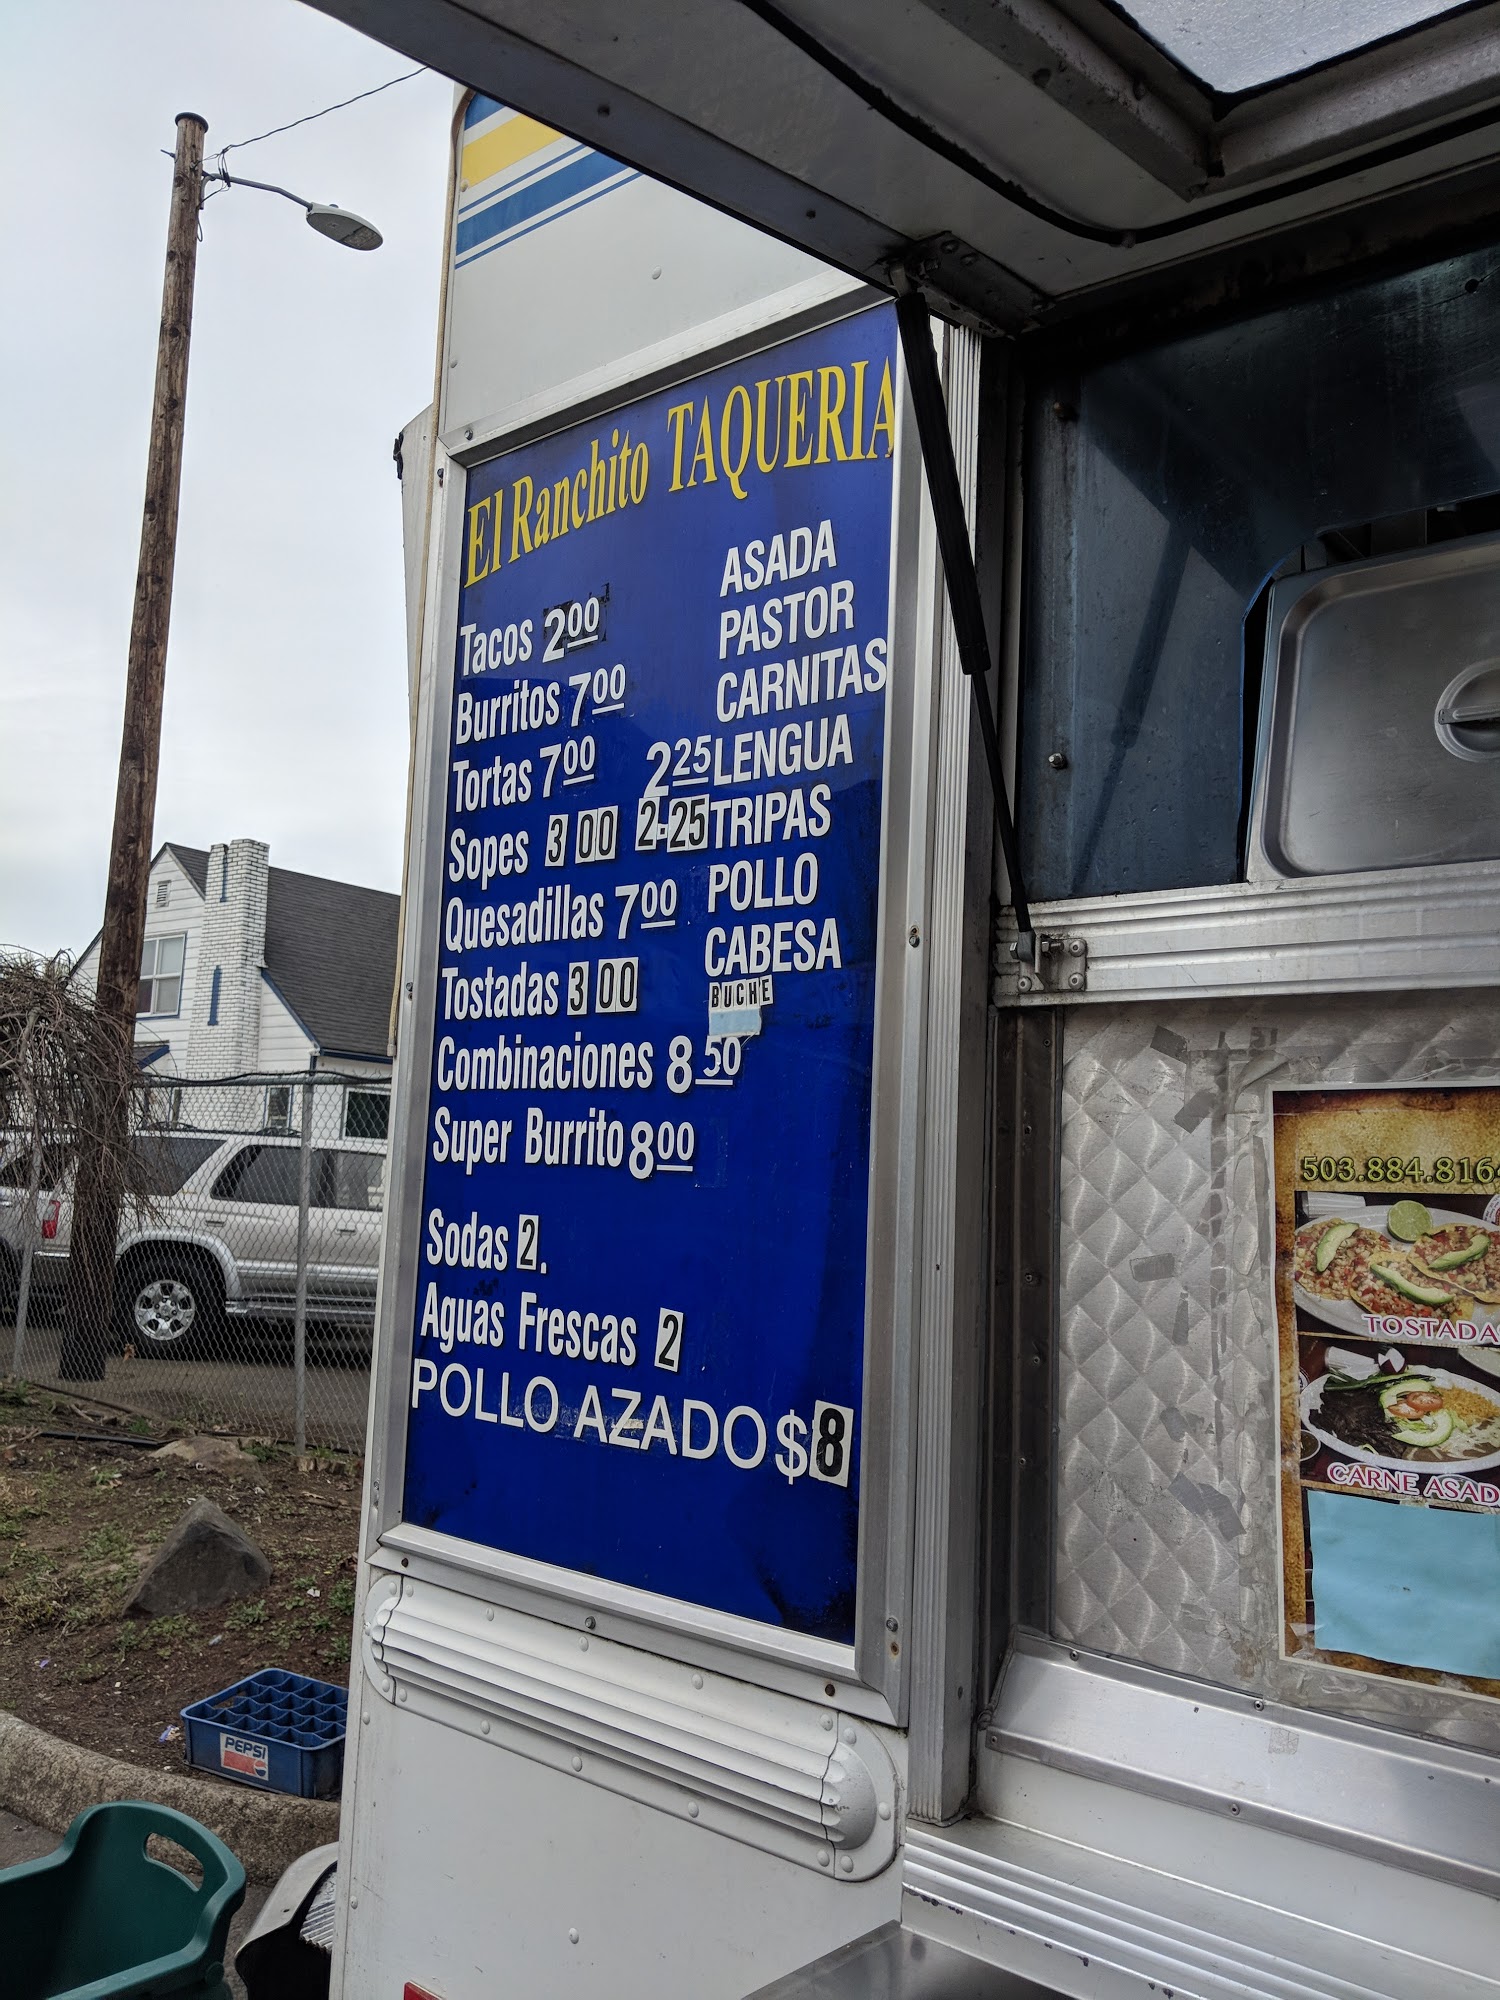 El Ranchito TAQUERIA
Tacos 2.00
Burritos 7.00
Tortas 7.00
Sopes 3 00
Quesadillas 7.00
Tostadas 3 00
Combinaciones 8.50
Super Burrito 8.00
ASADA
PASTOR
CARNITAS
2.25 LENGUA
2.25 TRIPAS
POLLO
CABESA
BUCHE
Sodas 2.
Aguas Frescas 2
POLLO AZADO $8
PEPSI
503.884.816
TOSTADA
CARNE ASAD